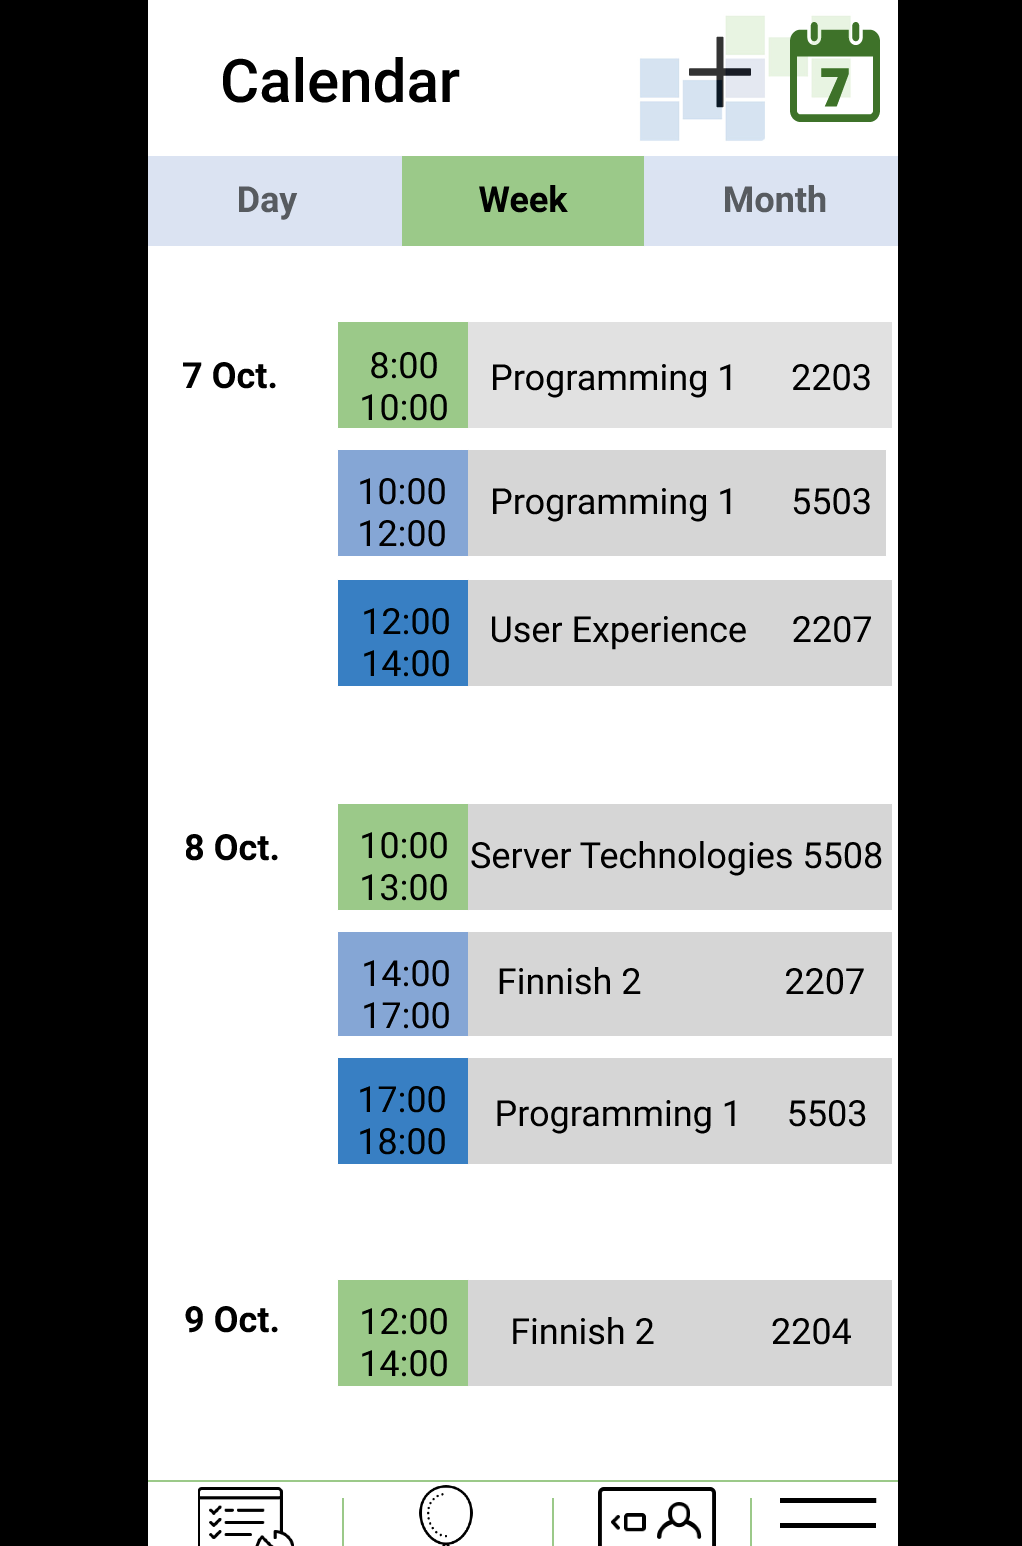 Calendar
7
Day Week Month
7 Oct.
8:00
10:00
Programming 1 2203
10:00
12:00
Programming 1 5503
12:00
14:00
User Experience 2207
8 Oct.
10:00
13:00
Server Technologies 5508
14:00
17:00
Finnish 2 2207
17:00
18:00
Programming 1 5503
9 Oct.
12:00
14:00
Finnish 2 2204